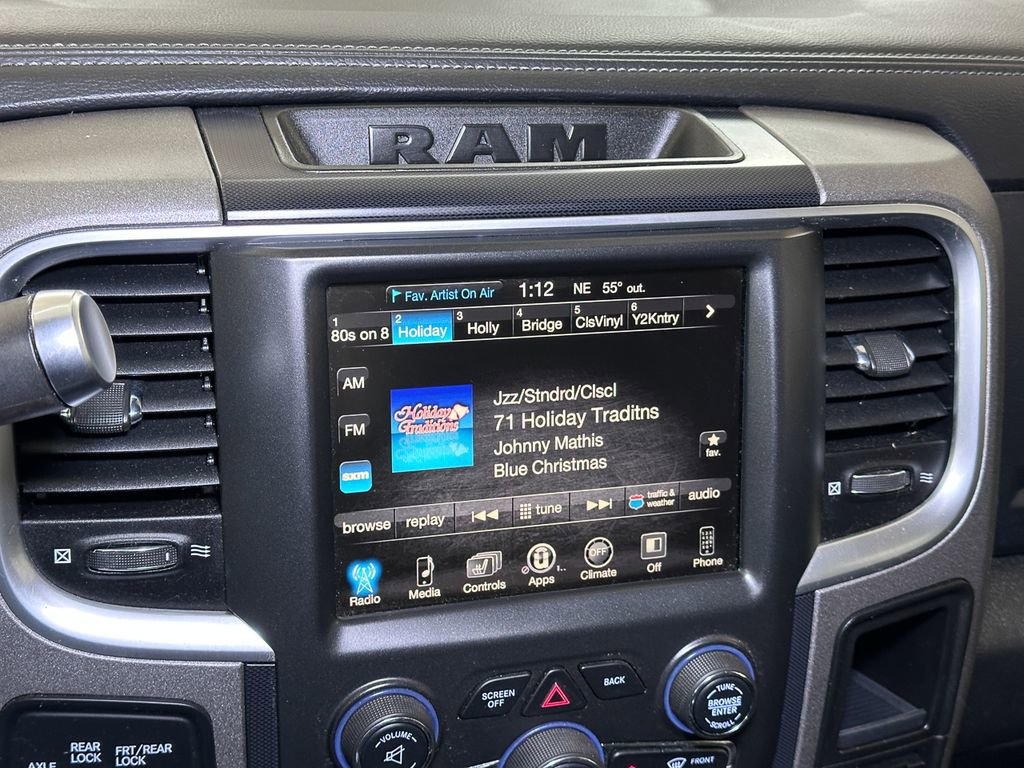 RAM
Fav. Artist On Air 1:12 NE 55° out.
1 2 3 4 5 6
80s on 8 Holiday Holly Bridge ClsVinyl Y2Kntry
AM
FM
sxm
Holiday
Traditions
Jzz/Stndrd/Clscl
71 Holiday Traditns
Johnny Mathis
Blue Christmas
fav.
browse replay tune traffic &
weather audio
Radio Media Controls Apps Climate Off Phone
OFF
SCREEN
OFF
BACK
VOLUME
TUNE
BROWSE
ENTER
SCROLL
FRONT
AXLE
REAR
LOCK
FRT/REAR
LOCK